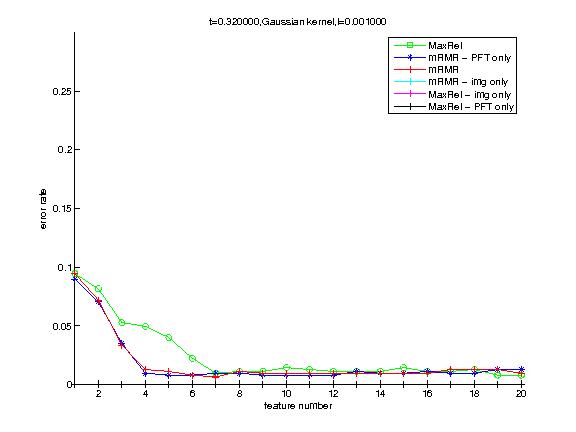 t=0.320000,Gaussian kernel,l=0.001000
MaxRel
mRMR − PFT only
mRMR
mRMR − img only
MaxRel − img only
MaxRel − PFT only
0.25
0.2
0.15
0.1
0.05
0
error rate
2 4 6 8 10 12 14 16 18 20
feature number